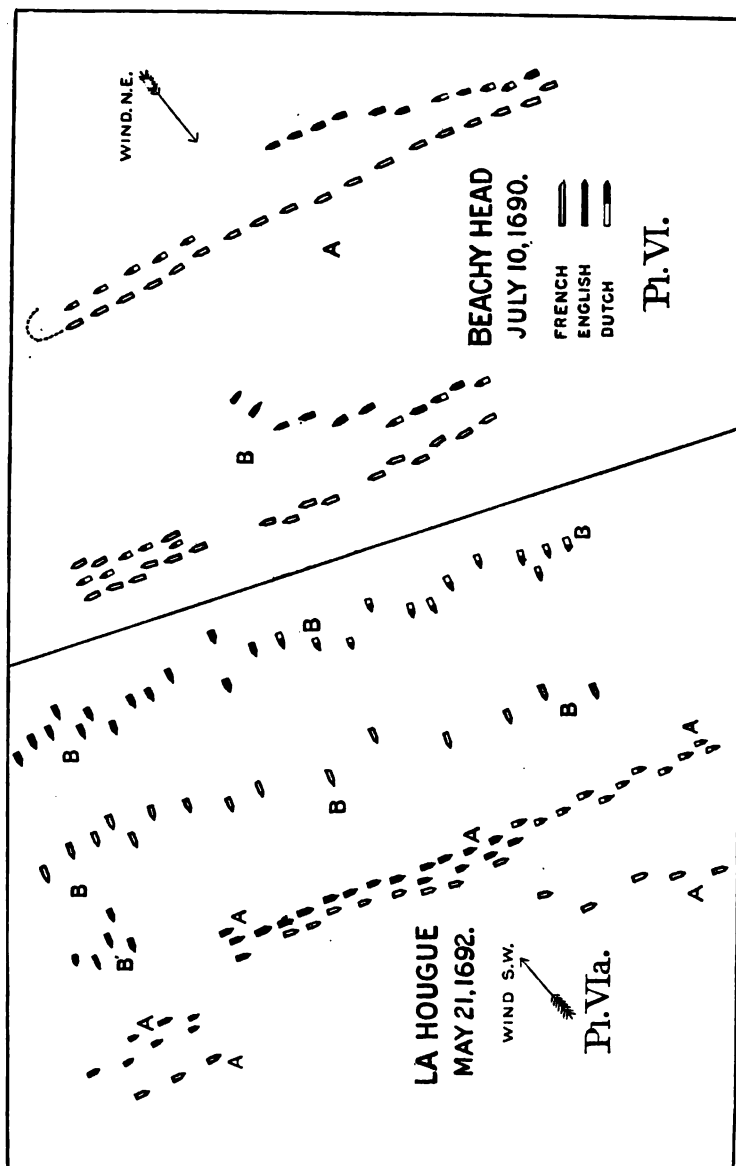 WIND. N.E.
A
BEACHY HEAD
JULY 10, 1690.
FRENCH
ENGLISH
DUTCH
Pl. VI.
B
B
B
B
B
B
B
B'
A
A
A
A
A
A
LA HOUGUE
MAY 21, 1692.
WIND S.W.
Pl. VIa.